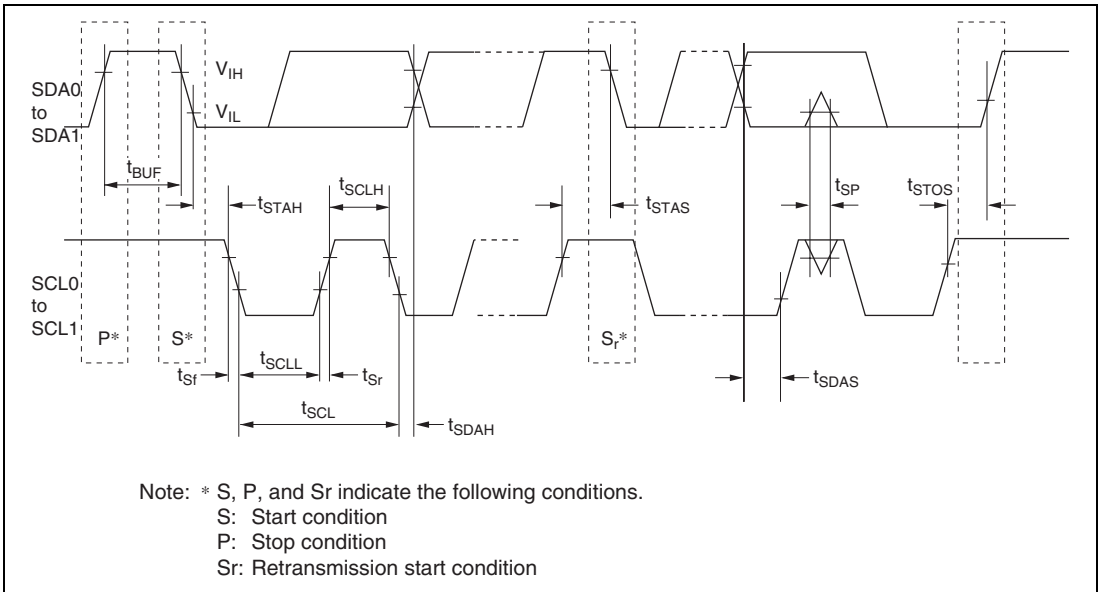 SDA0
to
SDA1
VIH
VIL
tBUF
tSTAH
tSCLH
tSTAS
tSP
tSTOS
SCL0
to
SCL1
P*
S*
Sr*
tSf
tSCLL
tSr
tSDAS
tSCL
tSDAH
Note: * S, P, and Sr indicate the following conditions.
S: Start condition
P: Stop condition
Sr: Retransmission start condition